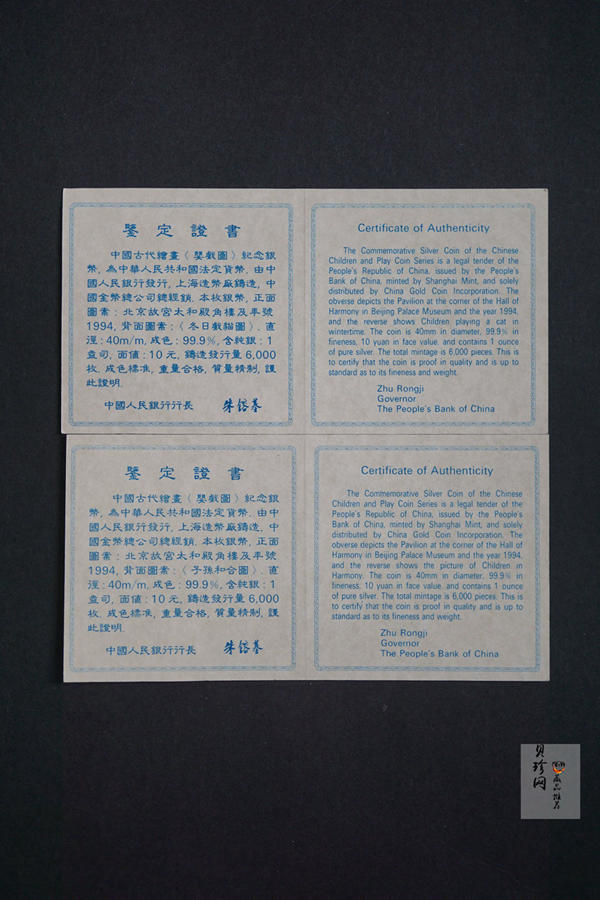 鑒定證書
中國古代繪畫〈嬰戲圖〉紀念銀
幣，為中華人民共和國法定貨幣，由中
國人民銀行發行，上海造幣廠鑄造，中
國金幣總公司總經銷．本枚銀幣，正面
圖案：北京故宮太和殿角樓及年號
1994，背面圖案：〈冬日戲貓圖〉．直
徑：40m/m，成色：99.9%，含純銀：1
盎司，面值：10元，鑄造發行量6,000
枚．成色標准，重量合格，質量精制，謹
此證明．
中國人民銀行行長 朱鎔基
Certificate of Authenticity
The Commemorative Silver Coin of the Chinese
Children and Play Coin Series is a legal tender of the
People's Republic of China, issued by the People's
Bank of China, minted by Shanghai Mint, and solely
distributed by China Gold Coin Incorporation. The
obverse depicts the Pavilion at the corner of the Hall of
Harmony in Beijing Palace Museum and the year 1994,
and the reverse shows Children playing a cat in
wintertime. The coin is 40mm in diameter, 99.9% in
fineness, 10 yuan in face value, and contains 1 ounce
of pure silver. The total mintage is 6,000 pieces. This is
to certify that the coin is proof in quality and is up to
standard as to its fineness and weight.
Zhu Rongji
Governor
The People's Bank of China
鑒定證書
中國古代繪畫〈嬰戲圖〉紀念銀
幣，為中華人民共和國法定貨幣，由中
國人民銀行發行，上海造幣廠鑄造，中
國金幣總公司總經銷．本枚銀幣，正面
圖案：北京故宮太和殿角樓及年號
1994，背面圖案：〈子孫和合圖〉．直
徑：40m/m，成色：99.9%，含純銀：1
盎司，面值：10元，鑄造發行量6,000
枚．成色標准，重量合格，質量精制，謹
此證明．
中國人民銀行行長 朱鎔基
Certificate of Authenticity
The Commemorative Silver Coin of the Chinese
Children and Play Coin Series is a legal tender of the
People's Republic of China, issued by the People's
Bank of China, minted by Shanghai Mint, and solely
distributed by China Gold Coin Incorporation. The
obverse depicts the Pavilion at the corner of the Hall of
Harmony in Beijing Palace Museum and the year 1994,
and the reverse shows the picture of Children in
Harmony. The coin is 40mm in diameter, 99.9% in
fineness, 10 yuan in face value, and contains 1 ounce
of pure silver. The total mintage is 6,000 pieces. This is
to certify that the coin is proof in quality and is up to
standard as to its fineness and weight.
Zhu Rongji
Governor
The People's Bank of China
贝珍网
藏品推荐